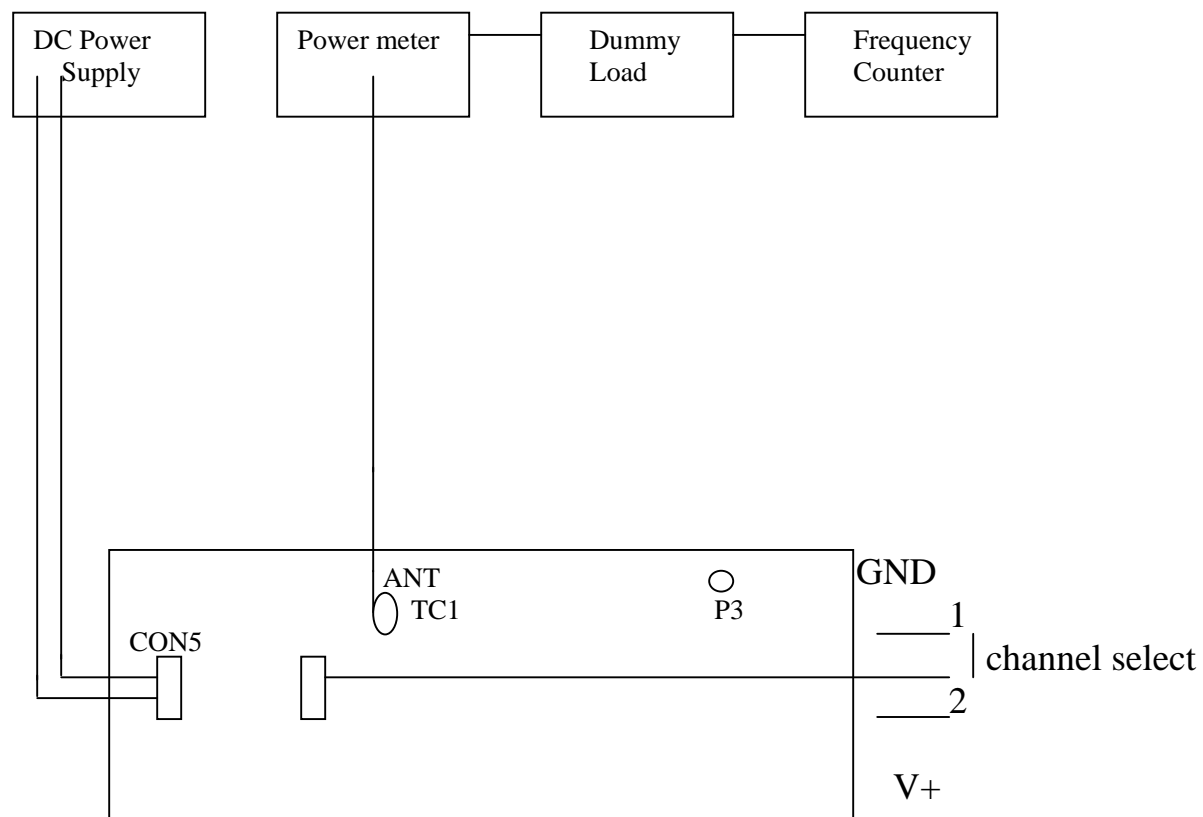 DC Power
Supply
Power meter
Dummy
Load
Frequency
Counter
ANT
TC1
P3
GND
CON5
1
channel select
2
V+